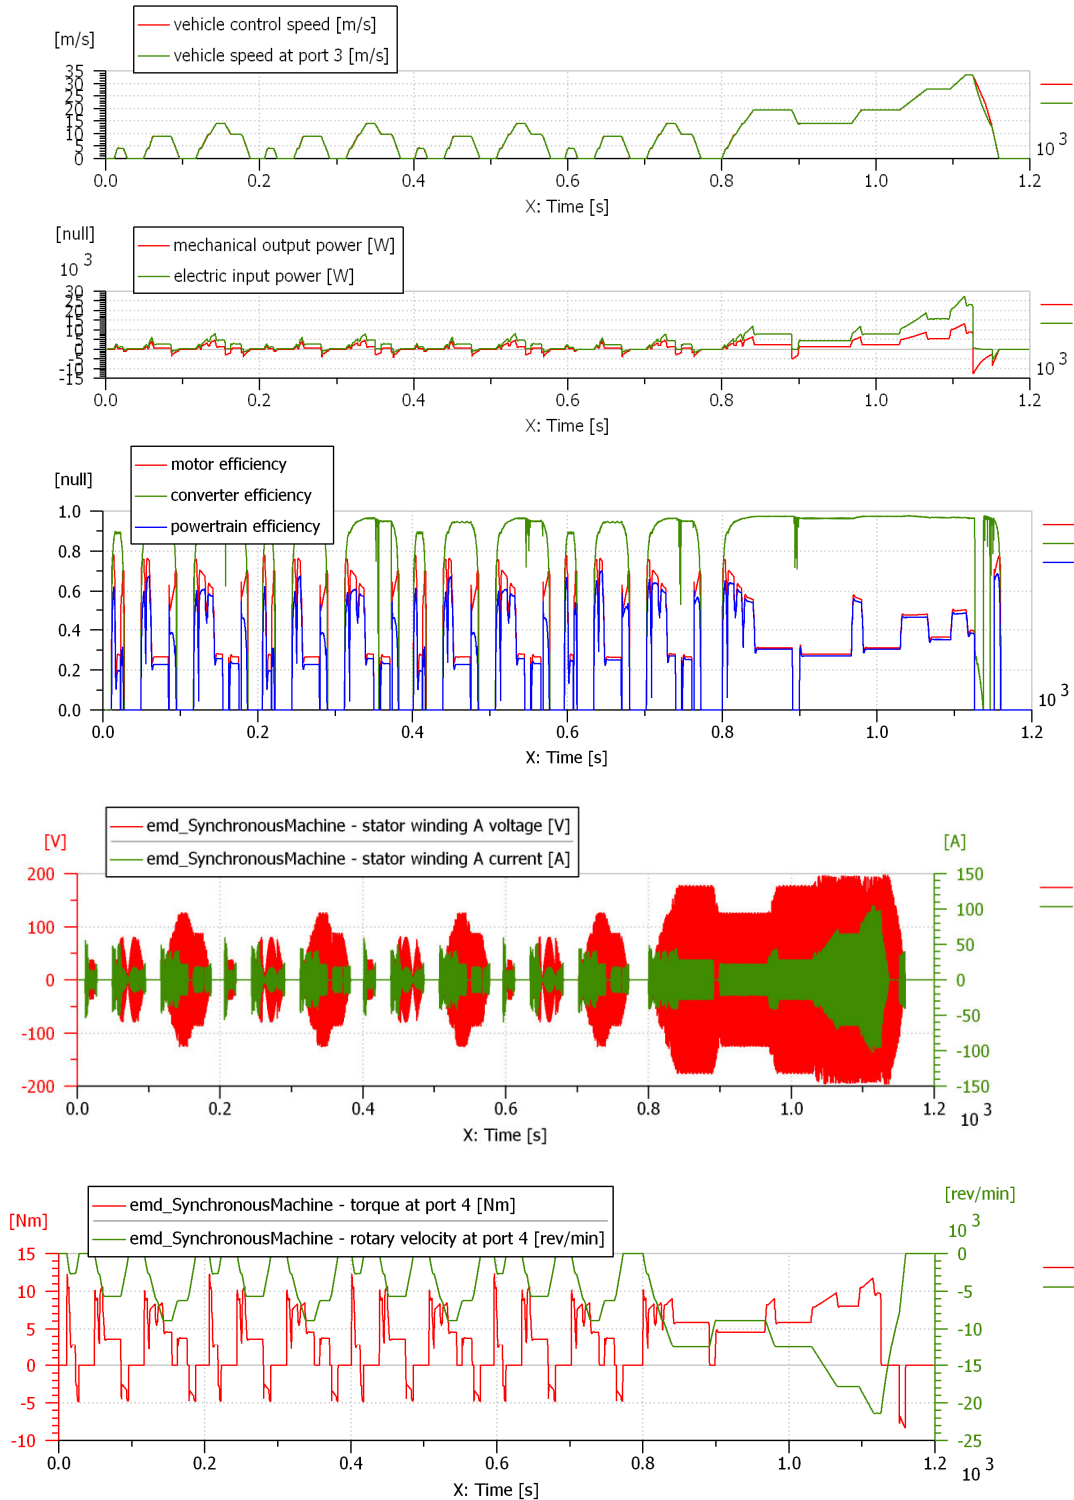 vehicle control speed [m/s]
[m/s]
vehicle speed at port 3 [m/s]
35
30
25
20
15
10
5
0
10 3
0.0 0.2 0.4 0.6 0.8 1.0 1.2
X: Time [s]
[null]
mechanical output power [W]
10 3
electric input power [W]
30
25
20
15
10
5
0
-5
-10
-15
10 3
0.0 0.2 0.4 0.6 0.8 1.0 1.2
X: Time [s]
motor efficiency
[null]
converter efficiency
powertrain efficiency
1.0
0.8
0.6
0.4
0.2
0.0
10 3
0.0 0.2 0.4 0.6 0.8 1.0 1.2
X: Time [s]
emd_SynchronousMachine - stator winding A voltage [V]
[V] [A]
emd_SynchronousMachine - stator winding A current [A]
200 150
100
100
50
0 0
-50
-100
-100
-200 -150
0.0 0.2 0.4 0.6 0.8 1.0 1.2
10 3
X: Time [s]
[rev/min]
emd_SynchronousMachine - torque at port 4 [Nm]
[Nm]
10 3
emd_SynchronousMachine - rotary velocity at port 4 [rev/min]
15 0
10 -5
5 -10
0 -15
-5 -20
-10 -25
0.0 0.2 0.4 0.6 0.8 1.0 1.2
10 3
X: Time [s]